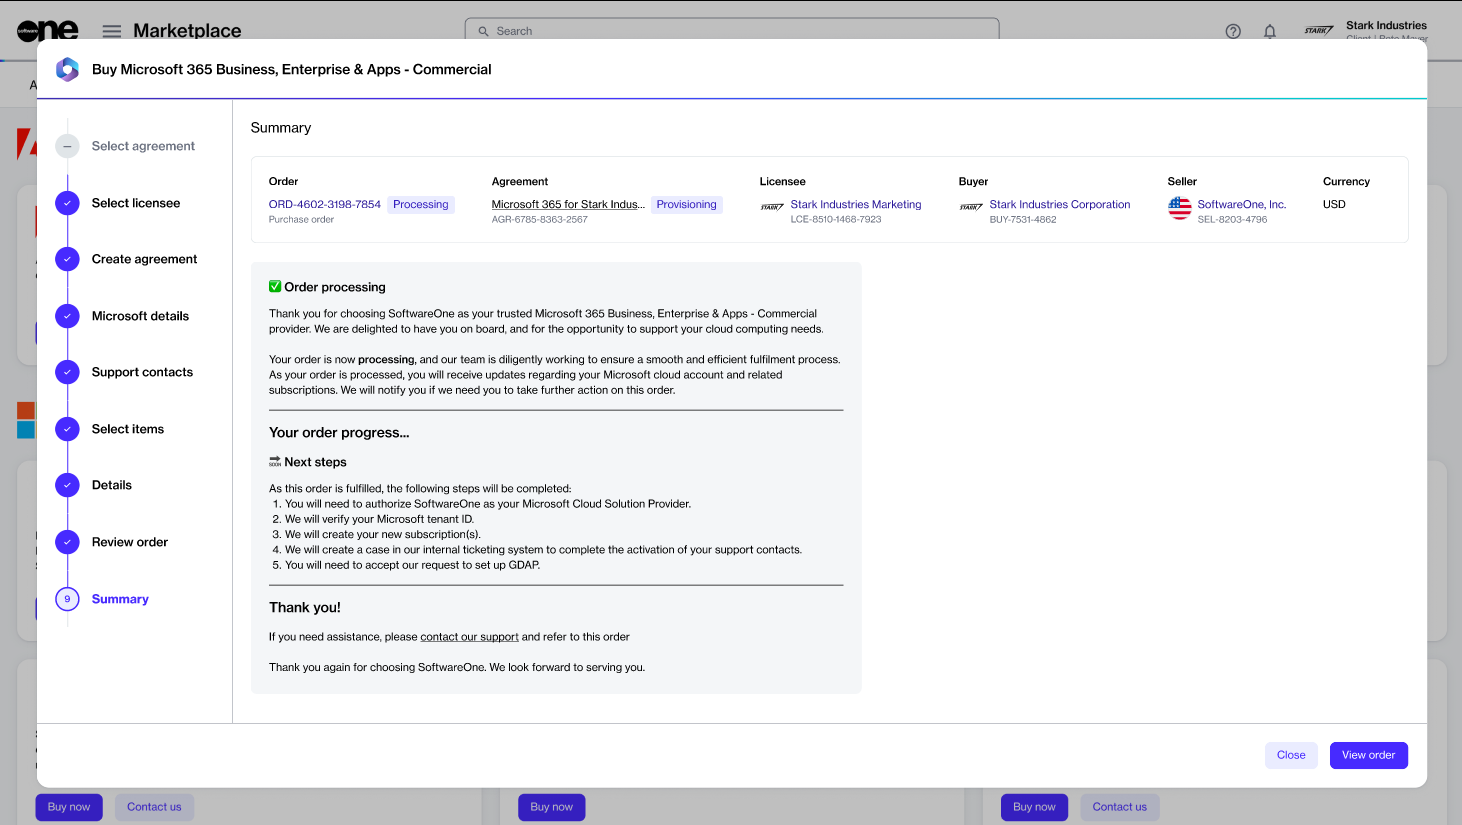 software one
Marketplace
Search
STARK
Stark Industries
Buy Microsoft 365 Business, Enterprise & Apps - Commercial
Select agreement
Select licensee
Create agreement
Microsoft details
Support contacts
Select items
Details
Review order
9 Summary
Summary
Order
ORD-4602-3198-7854 Processing
Purchase order
Agreement
Microsoft 365 for Stark Indus... Provisioning
AGR-6785-8363-2567
Licensee
STARK Stark Industries Marketing
LCE-8510-1468-7923
Buyer
STARK Stark Industries Corporation
BUY-7531-4862
Seller
SoftwareOne, Inc.
SEL-8203-4796
Currency
USD
✅ Order processing
Thank you for choosing SoftwareOne as your trusted Microsoft 365 Business, Enterprise & Apps - Commercial
provider. We are delighted to have you on board, and for the opportunity to support your cloud computing needs.
Your order is now processing, and our team is diligently working to ensure a smooth and efficient fulfilment process.
As your order is processed, you will receive updates regarding your Microsoft cloud account and related
subscriptions. We will notify you if we need you to take further action on this order.
Your order progress...
🔜 Next steps
As this order is fulfilled, the following steps will be completed:
1. You will need to authorize SoftwareOne as your Microsoft Cloud Solution Provider.
2. We will verify your Microsoft tenant ID.
3. We will create your new subscription(s).
4. We will create a case in our internal ticketing system to complete the activation of your support contacts.
5. You will need to accept our request to set up GDAP.
Thank you!
If you need assistance, please contact our support and refer to this order
Thank you again for choosing SoftwareOne. We look forward to serving you.
Close
View order
Buy now
Contact us
Buy now
Buy now
Contact us